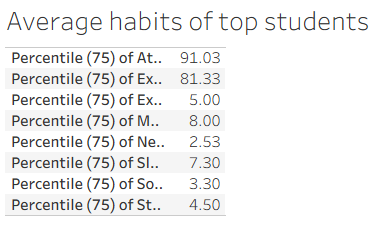 Average habits of top students
Percentile (75) of At.. 91.03
Percentile (75) of Ex.. 81.33
Percentile (75) of Ex.. 5.00
Percentile (75) of M.. 8.00
Percentile (75) of Ne.. 2.53
Percentile (75) of Sl.. 7.30
Percentile (75) of So.. 3.30
Percentile (75) of St.. 4.50